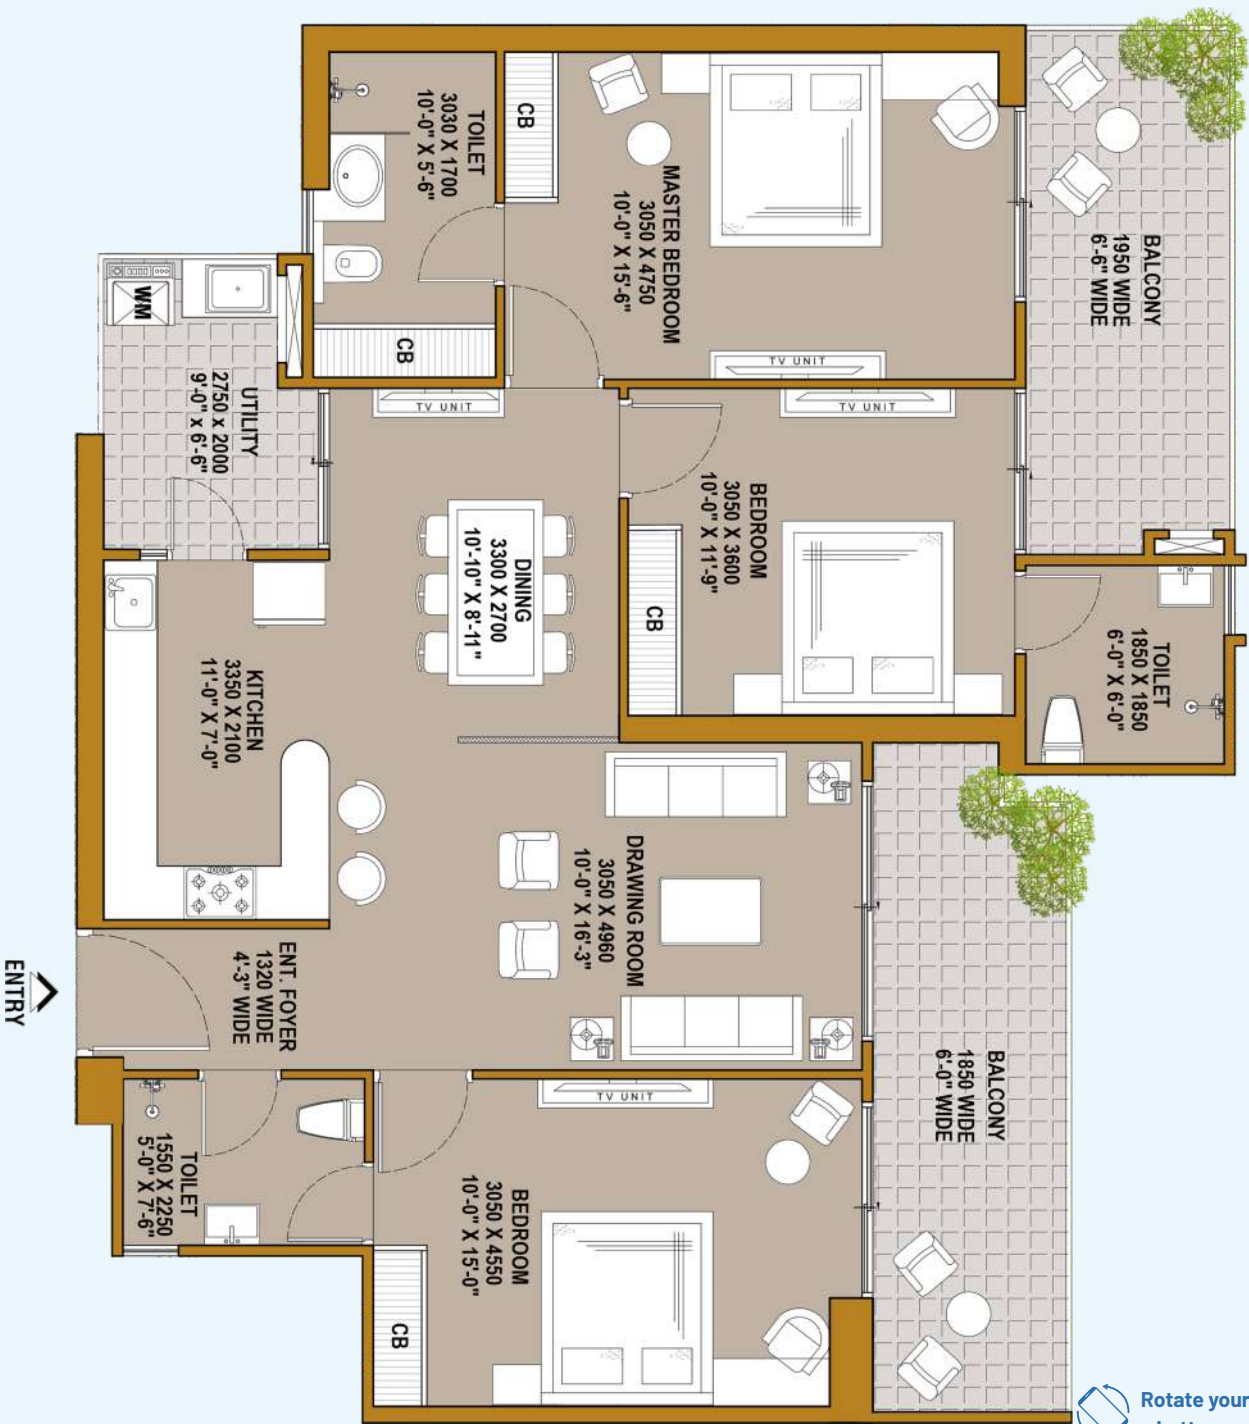 TOILET
3030 X 1700
10'-0" X 5'-6"
CB
MASTER BEDROOM
3050 X 4750
10'-0" X 15'-6"
BALCONY
1950 WIDE
6'-6" WIDE
WM
CB
TV UNIT
TV UNIT
TV UNIT
UTILITY
2750 x 2000
9'-0" x 6'-6"
DINING
3300 X 2700
10'-10" X 8'-11"
BEDROOM
3050 X 3600
10'-0" X 11'-9"
CB
TOILET
1850 X 1850
6'-0" X 6'-0"
KITCHEN
3350 X 2100
11'-0" X 7'-0"
DRAWING ROOM
3050 X 4960
10'-0" X 16'-3"
ENTRY
ENT. FOYER
1320 WIDE
4'-3" WIDE
BALCONY
1850 WIDE
6'-0" WIDE
TV UNIT
TOILET
1550 X 2250
5'-0" X 7'-6"
BEDROOM
3050 X 4550
10'-0" X 15'-0"
CB
Rotate your